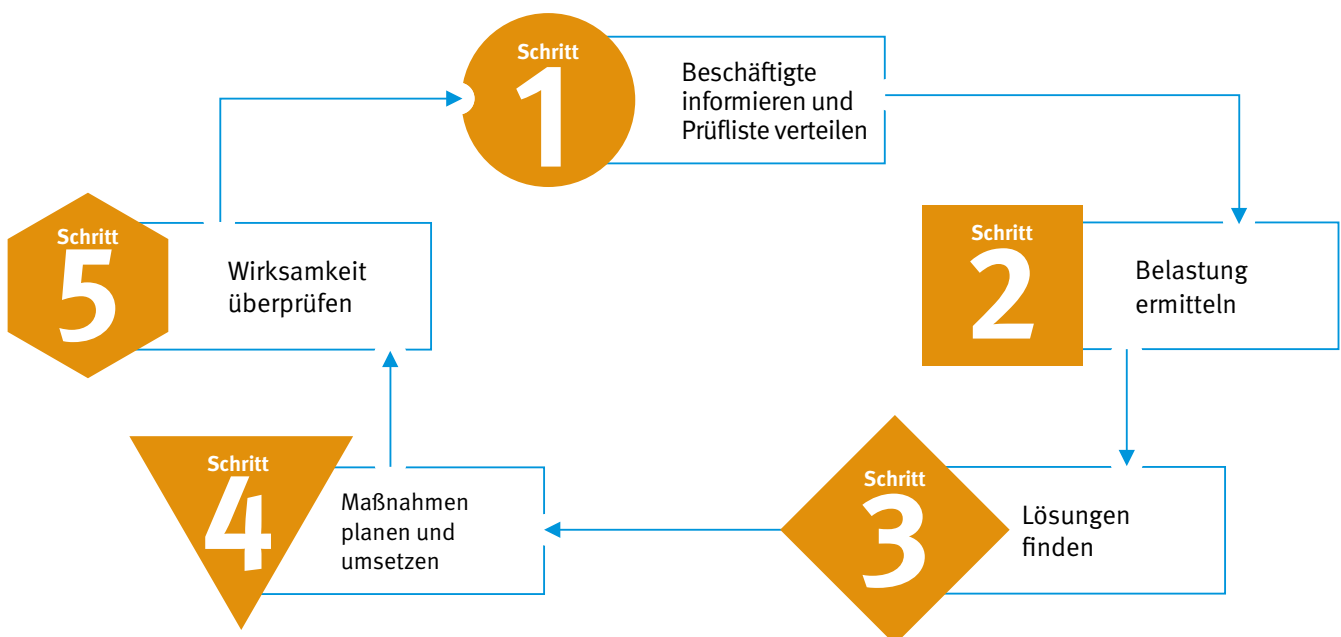 Schritt
1
Beschäftigte
informieren und
Prüfliste verteilen
Schritt
2
Belastung
ermitteln
Schritt
3
Lösungen
finden
Schritt
4
Maßnahmen
planen und
umsetzen
Schritt
5
Wirksamkeit
überprüfen